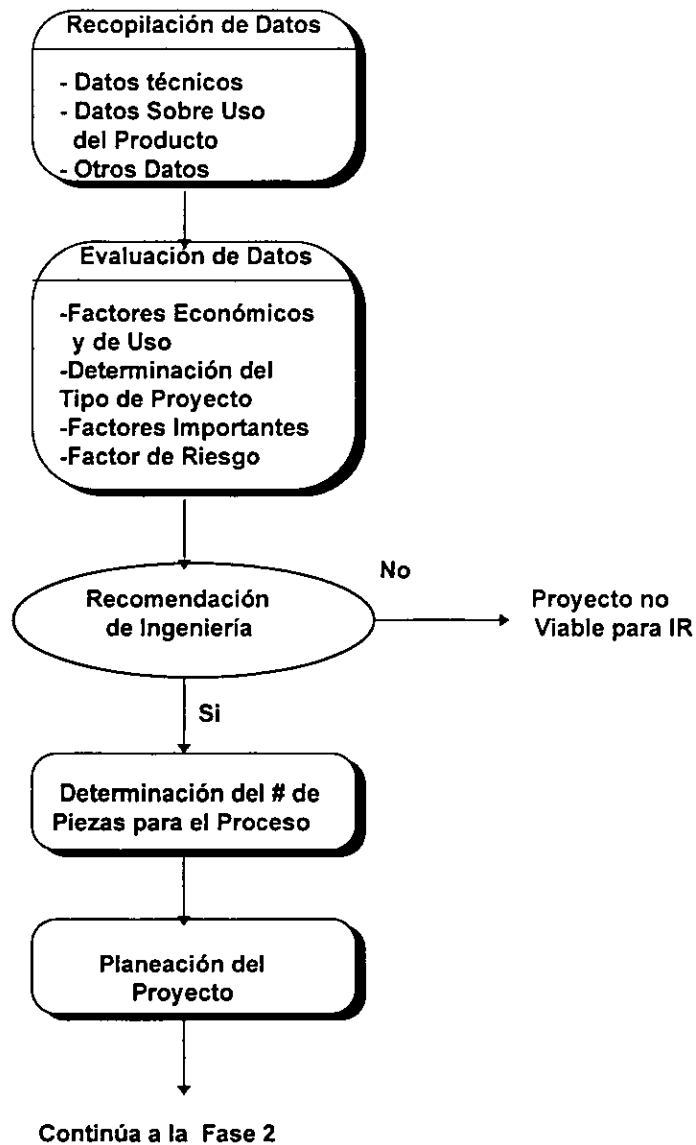 Recopilación de Datos
- Datos técnicos
- Datos Sobre Uso
del Producto
- Otros Datos
Evaluación de Datos
-Factores Económicos
y de Uso
-Determinación del
Tipo de Proyecto
-Factores Importantes
-Factor de Riesgo
Recomendación
de Ingeniería
No
Proyecto no
Viable para IR
Si
Determinación del # de
Piezas para el Proceso
Planeación del
Proyecto
Continúa a la Fase 2